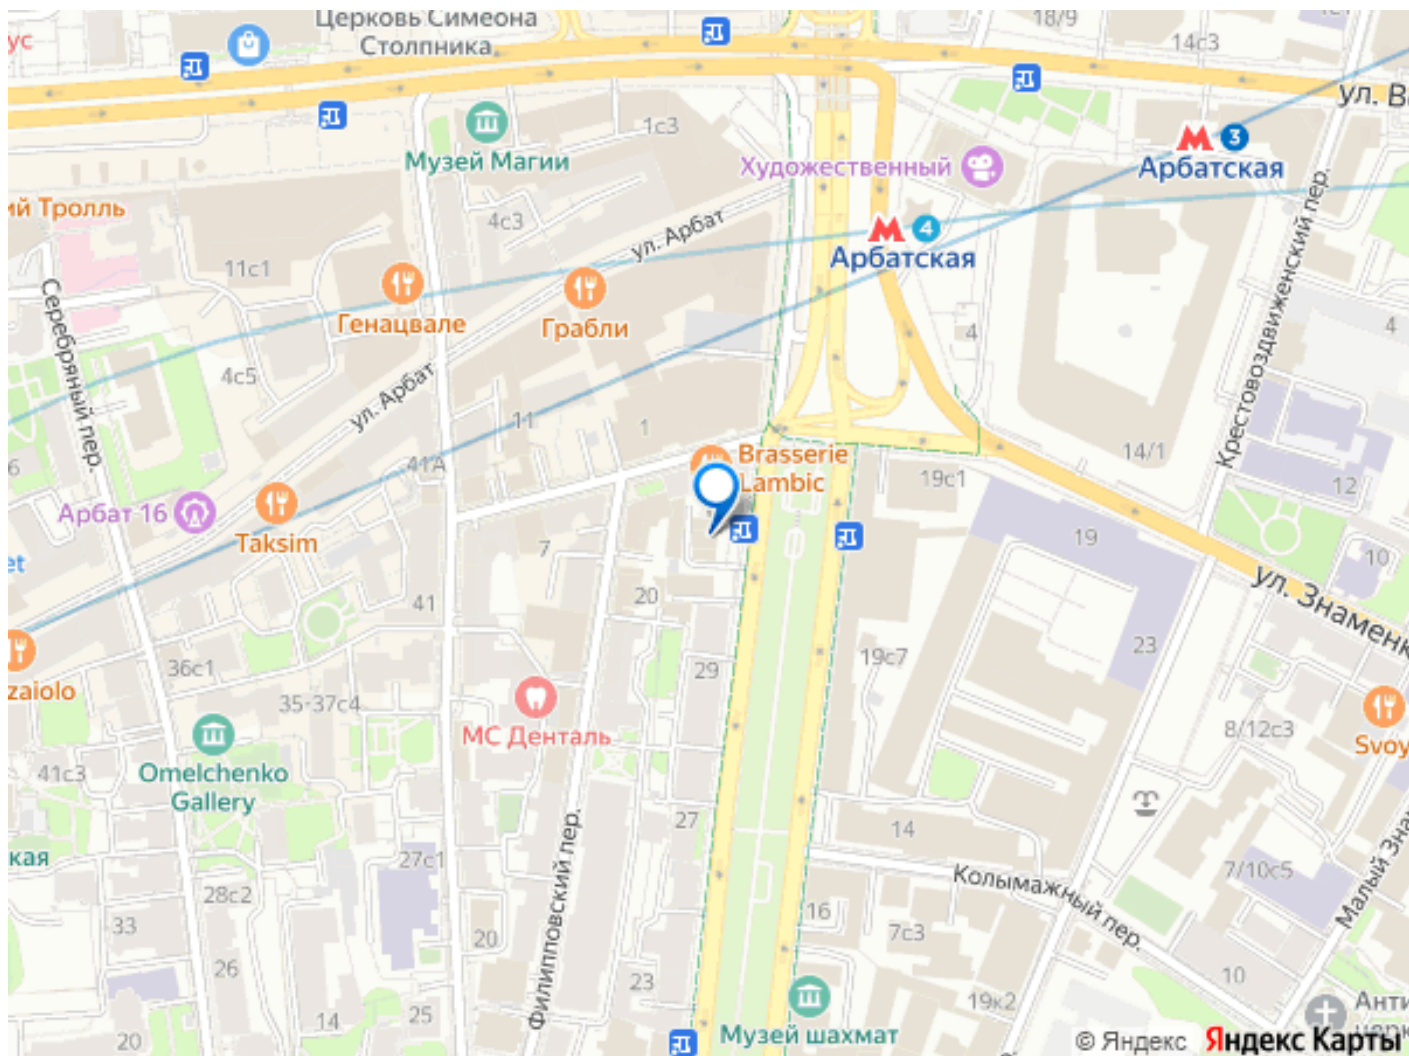 Церковь Симеона
Столпника
18/9
14с3
ус
ул. Ва
1с3
Музей Магии
Художественный
3
Арбатская
ий Тролль
4с3
ул. Арбат
4
Арбатская
11с1
Генацвале
Грабли
Серебряный пер.
Крестовоздвиженский пер.
4
4
4с5
ул. Арбат
11
1
Brasserie
Lambic
14/1
6
41А
19с1
12
Арбат 16
Taksim
7
19
10
et
ул. Знаменк
41
20
23
36с1
19с7
29
zaiolo
35-37с4
МС Денталь
8/12с3
Svoy
41с3
Omelchenko
Gallery
27
14
кая
27с1
Филипповский пер.
Колымажный пер.
7/10с5
Малый Зна
28с2
33
16
7с3
20
26
23
10
19к2
25
14
20
Музей шахмат
Анти
церк
© Яндекс Яндекс Карты